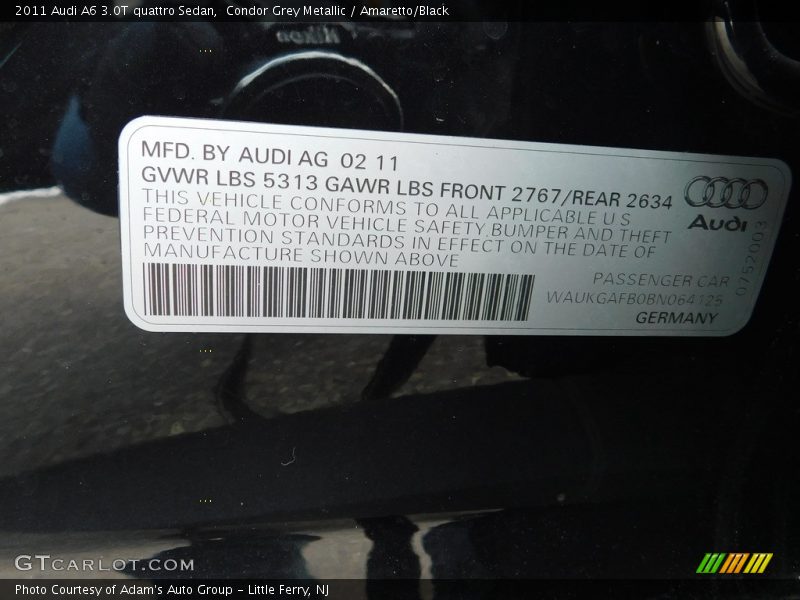 2011 Audi A6 3.0T quattro Sedan,  Condor Grey Metallic / Amaretto/Black
MFD. BY AUDI AG 02 11
GVWR LBS 5313 GAWR LBS FRONT 2767/REAR 2634
THIS VEHICLE CONFORMS TO ALL APPLICABLE U S
FEDERAL MOTOR VEHICLE SAFETY,BUMPER AND THEFT
PREVENTION STANDARDS IN EFFECT ON THE DATE OF
MANUFACTURE SHOWN ABOVE
Audi
0752003
PASSENGER CAR
WAUKGAFB0BN064125
GERMANY
GTCARLOT.COM
Photo Courtesy of Adam's Auto Group - Little Ferry, NJ